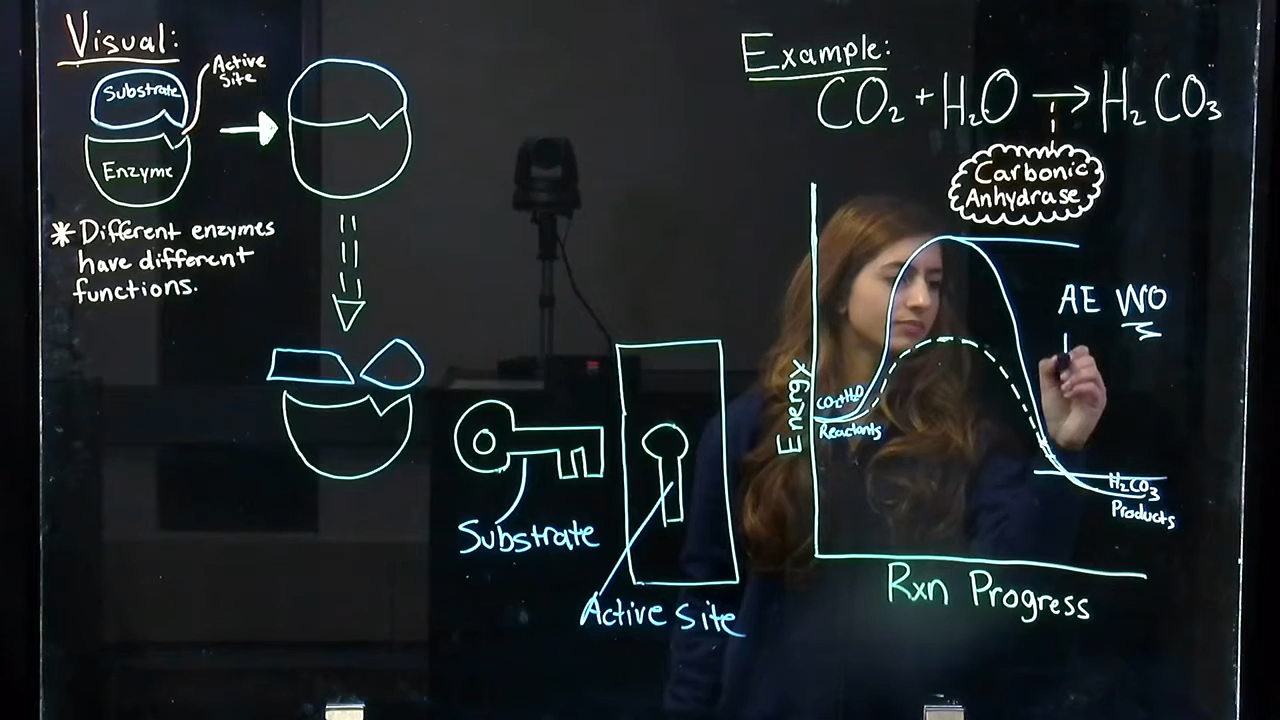 Visual:
Substrate
Active
Site
Enzyme
* Different enzymes
have different
functions.
Substrate
Active Site
Example:
CO₂ + H₂O → H₂CO₃
Carbonic
Anhydrase
AE WO
Energy
CO₂+H₂O
Reactants
H₂CO₃
Products
Rxn Progress